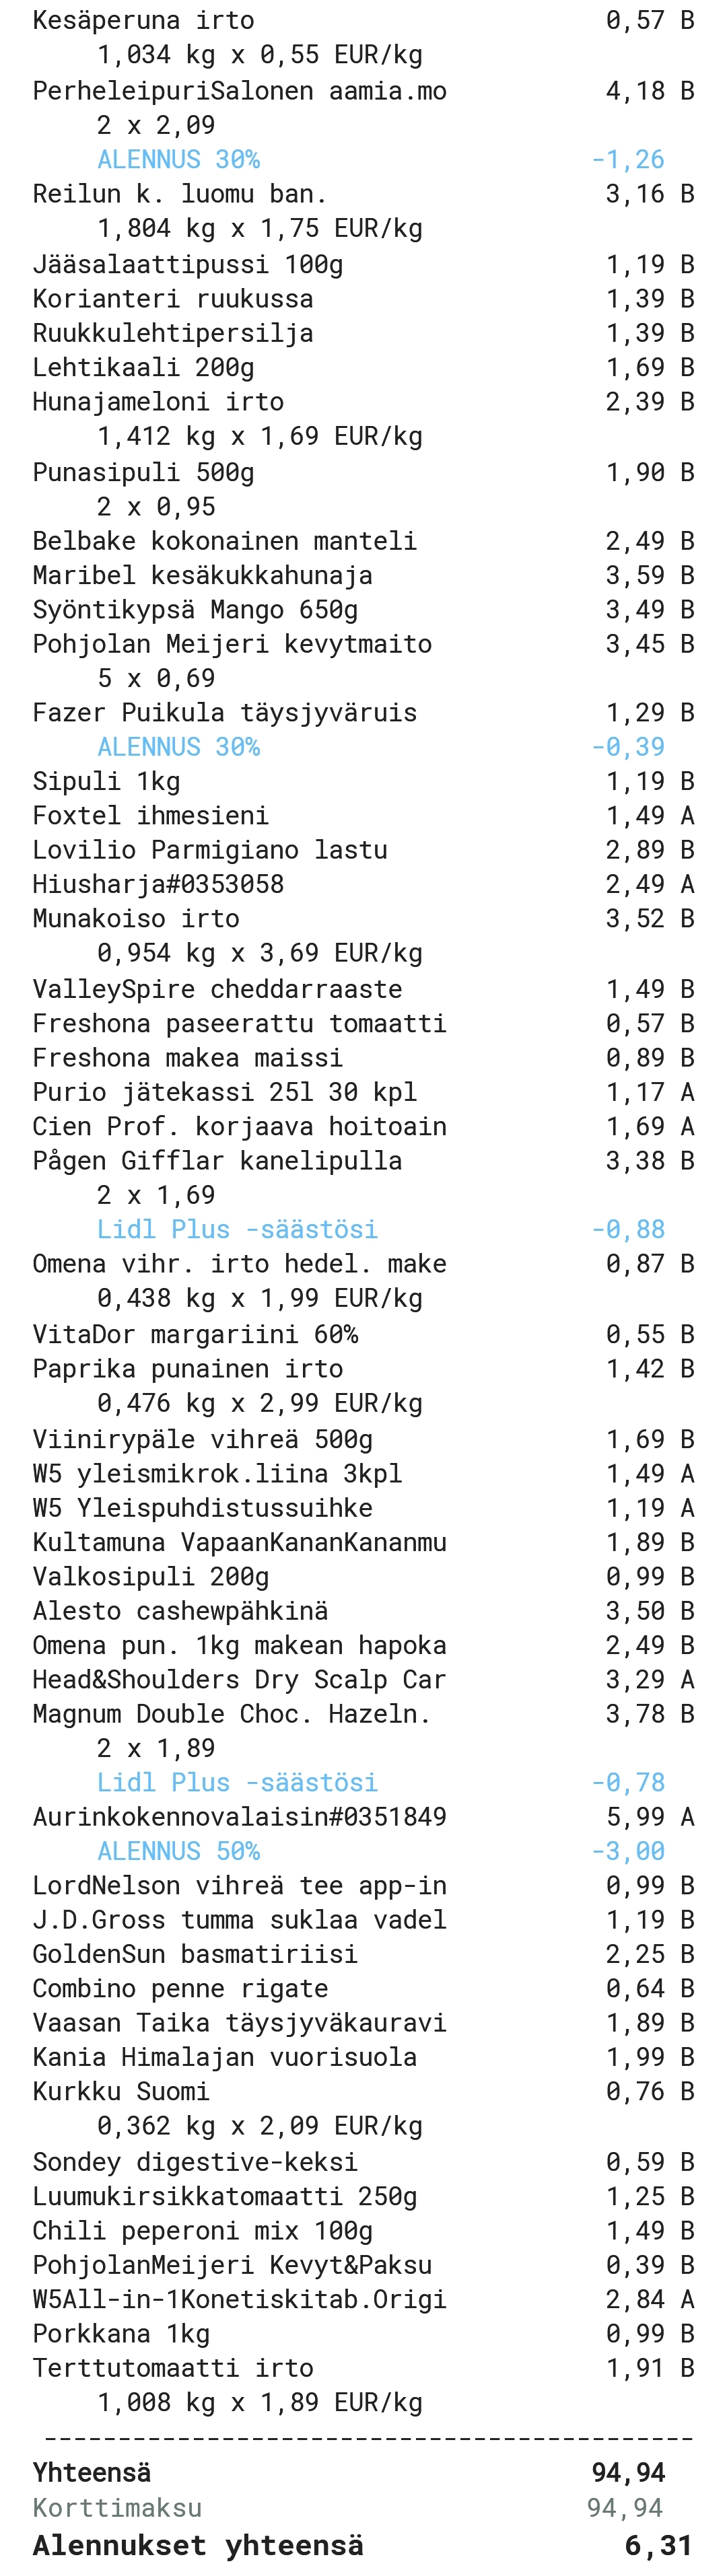 Kesäperuna irto 0,57 B
1,034 kg x 0,55 EUR/kg
PerheleipuriSalonen aamia.mo 4,18 B
2 x 2,09
ALENNUS 30% -1,26
Reilun k. luomu ban. 3,16 B
1,804 kg x 1,75 EUR/kg
Jääsalaattipussi 100g 1,19 B
Korianteri ruukussa 1,39 B
Ruukkulehtipersilja 1,39 B
Lehtikaali 200g 1,69 B
Hunajameloni irto 2,39 B
1,412 kg x 1,69 EUR/kg
Punasipuli 500g 1,90 B
2 x 0,95
Belbake kokonainen manteli 2,49 B
Maribel kesäkukkahunaja 3,59 B
Syöntikypsä Mango 650g 3,49 B
Pohjolan Meijeri kevytmaito 3,45 B
5 x 0,69
Fazer Puikula täysjyväruis 1,29 B
ALENNUS 30% -0,39
Sipuli 1kg 1,19 B
Foxtel ihmesieni 1,49 A
Lovilio Parmigiano lastu 2,89 B
Hiusharja#0353058 2,49 A
Munakoiso irto 3,52 B
0,954 kg x 3,69 EUR/kg
ValleySpire cheddarraaste 1,49 B
Freshona paseerattu tomaatti 0,57 B
Freshona makea maissi 0,89 B
Purio jätekassi 25l 30 kpl 1,17 A
Cien Prof. korjaava hoitoain 1,69 A
Pågen Gifflar kanelipulla 3,38 B
2 x 1,69
Lidl Plus -säästösi -0,88
Omena vihr. irto hedel. make 0,87 B
0,438 kg x 1,99 EUR/kg
VitaDor margariini 60% 0,55 B
Paprika punainen irto 1,42 B
0,476 kg x 2,99 EUR/kg
Viinirypäle vihreä 500g 1,69 B
W5 yleismikrok.liina 3kpl 1,49 A
W5 Yleispuhdistussuihke 1,19 A
Kultamuna VapaanKananKananmu 1,89 B
Valkosipuli 200g 0,99 B
Alesto cashewpähkinä 3,50 B
Omena pun. 1kg makean hapoka 2,49 B
Head&Shoulders Dry Scalp Car 3,29 A
Magnum Double Choc. Hazeln. 3,78 B
2 x 1,89
Lidl Plus -säästösi -0,78
Aurinkokennovalaisin#0351849 5,99 A
ALENNUS 50% -3,00
LordNelson vihreä tee app-in 0,99 B
J.D.Gross tumma suklaa vadel 1,19 B
GoldenSun basmatiriisi 2,25 B
Combino penne rigate 0,64 B
Vaasan Taika täysjyväkauravi 1,89 B
Kania Himalajan vuorisuola 1,99 B
Kurkku Suomi 0,76 B
0,362 kg x 2,09 EUR/kg
Sondey digestive-keksi 0,59 B
Luumukirsikkatomaatti 250g 1,25 B
Chili peperoni mix 100g 1,49 B
PohjolanMeijeri Kevyt&Paksu 0,39 B
W5All-in-1Konetiskitab.Origi 2,84 A
Porkkana 1kg 0,99 B
Terttutomaatti irto 1,91 B
1,008 kg x 1,89 EUR/kg
--------------------------------------------
Yhteensä 94,94
Korttimaksu 94,94
Alennukset yhteensä 6,31